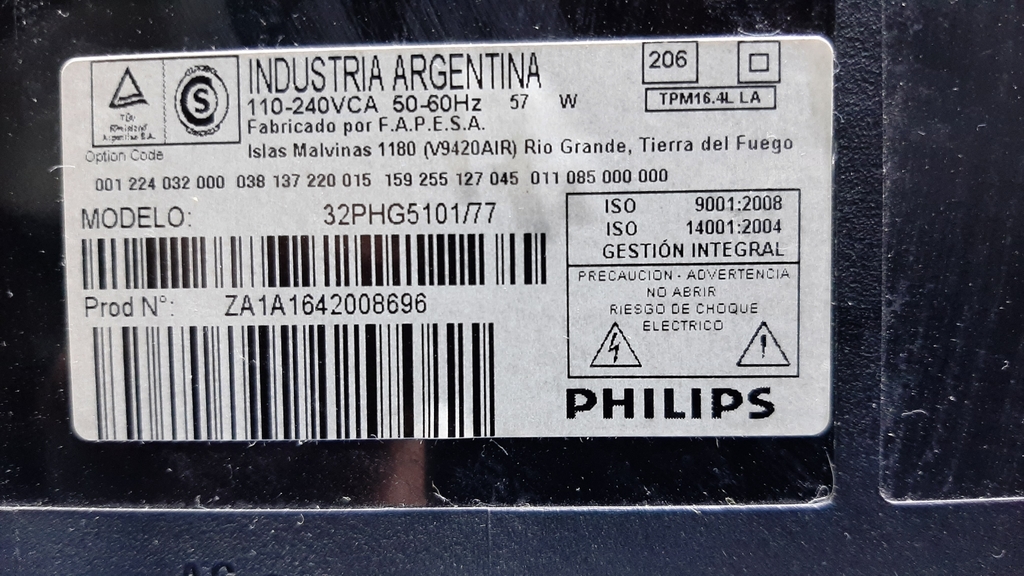 TÜV
Rheinland
Argentina S.A.
S
INDUSTRIA ARGENTINA
206
110-240VCA 50-60Hz 57 W
TPM16.4L LA
Fabricado por F.A.P.E.S.A.
Option Code
Islas Malvinas 1180 (V9420AIR) Rio Grande, Tierra del Fuego
001 224 032 000 038 137 220 015 159 255 127 045 011 085 000 000
MODELO: 32PHG5101/77
ISO 9001:2008
ISO 14001:2004
GESTIÓN INTEGRAL
PRECAUCION - ADVERTENCIA
NO ABRIR
RIESGO DE CHOQUE
ELECTRICO
Prod N°: ZA1A1642008696
PHILIPS